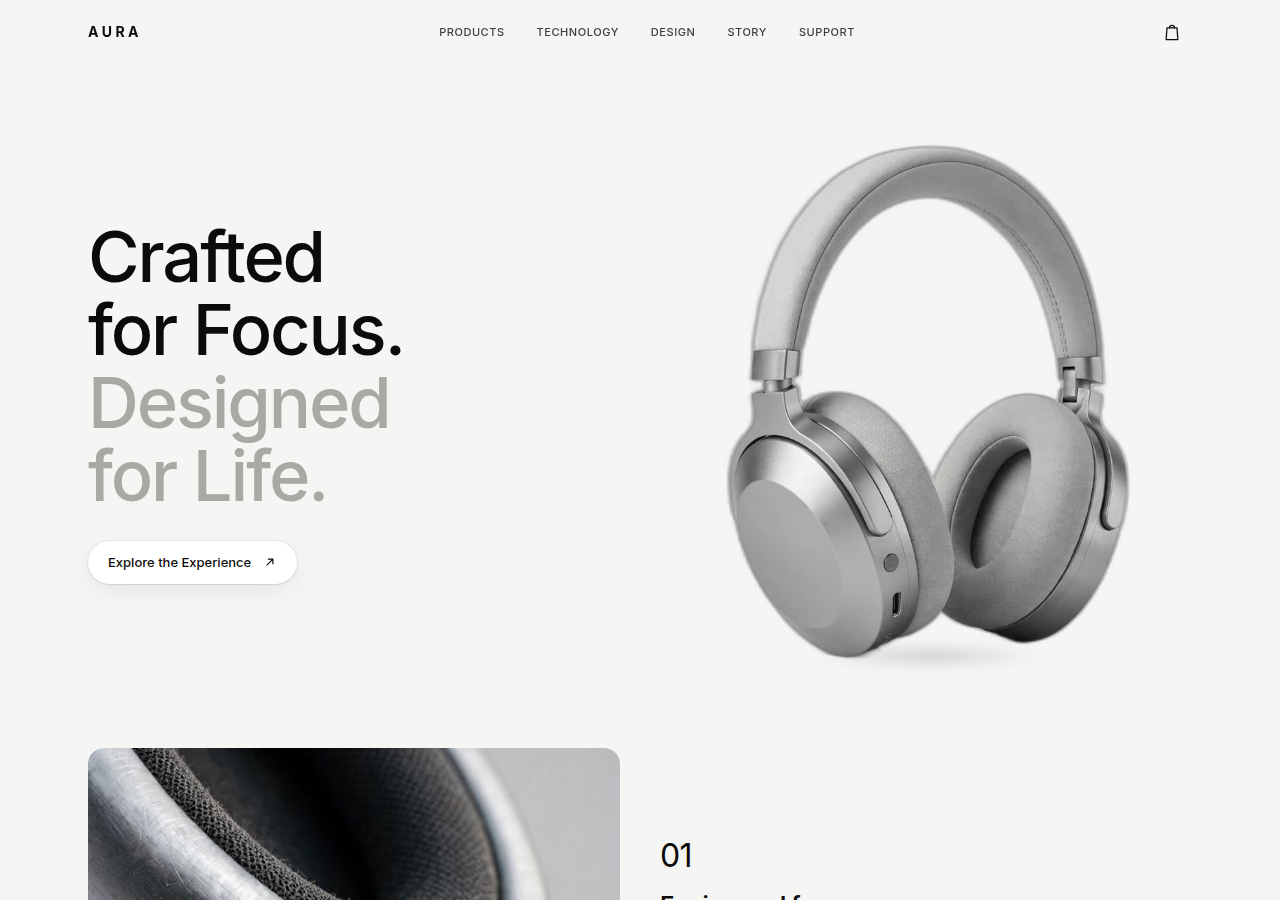 AURA
PRODUCTS TECHNOLOGY DESIGN STORY SUPPORT
Crafted
for Focus.
Designed
for Life.
Explore the Experience
01